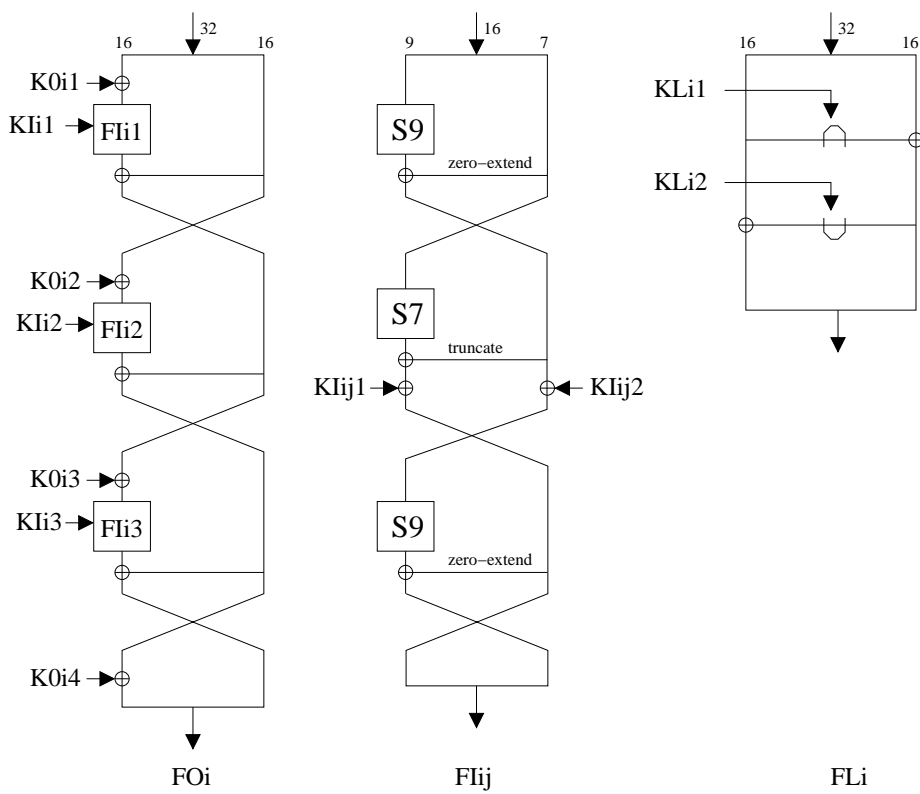 32
16 16
K0i1
KIi1
FIi1
K0i2
KIi2
FIi2
K0i3
KIi3
FIi3
K0i4
FOi
16
9 7
S9
zero-extend
S7
truncate
KIij1
KIij2
S9
zero-extend
FIij
32
16 16
KLi1
KLi2
FLi